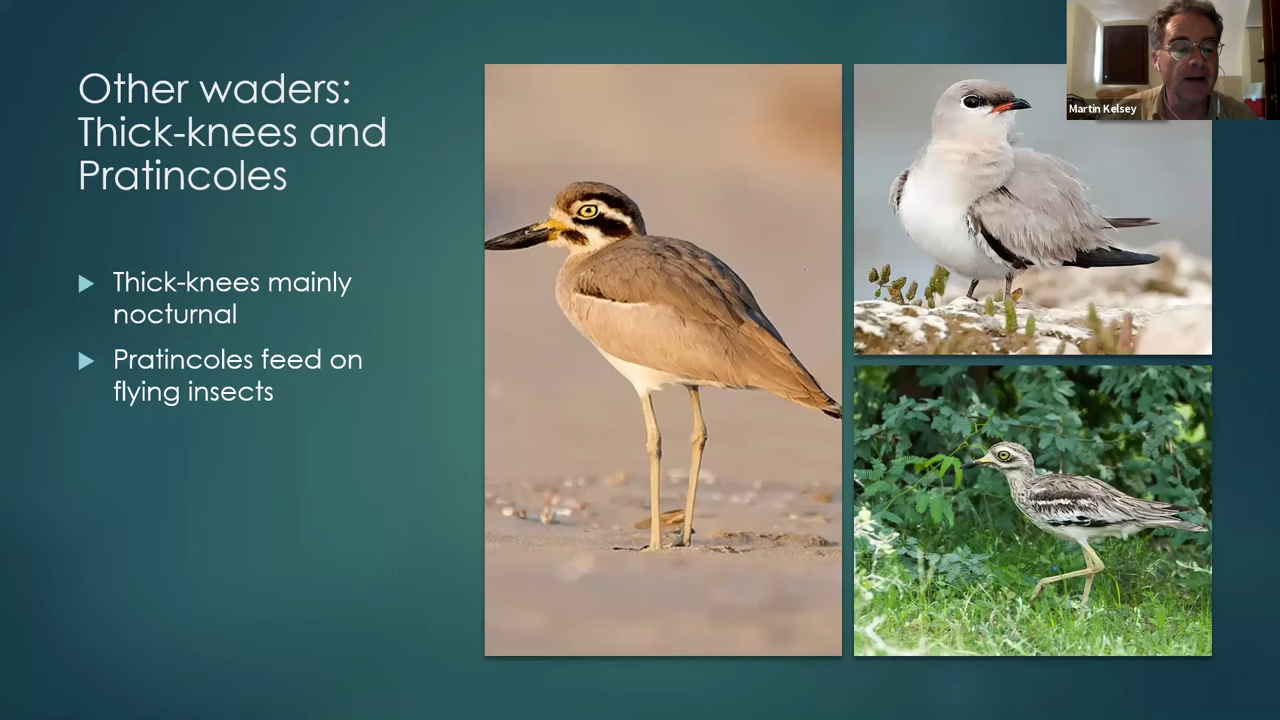 Other waders:
Thick-knees and
Pratincoles
Thick-knees mainly
nocturnal
Pratincoles feed on
flying insects
Martin Kelsey